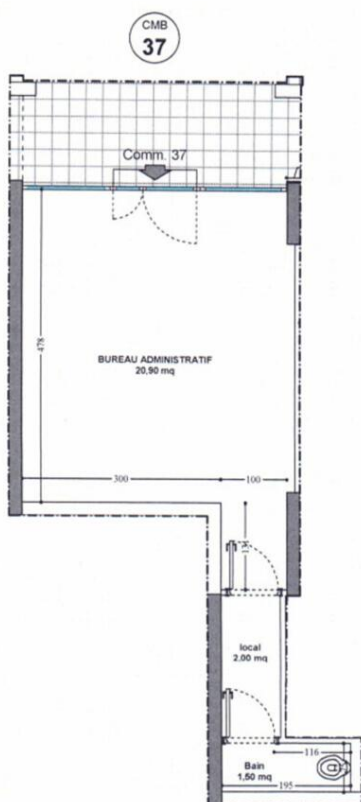 CMB
37
Comm. 37
478
BUREAU ADMINISTRATIF
20,90 mq
300
100
local
2,00 mq
116
Bain
1,50 mq
195